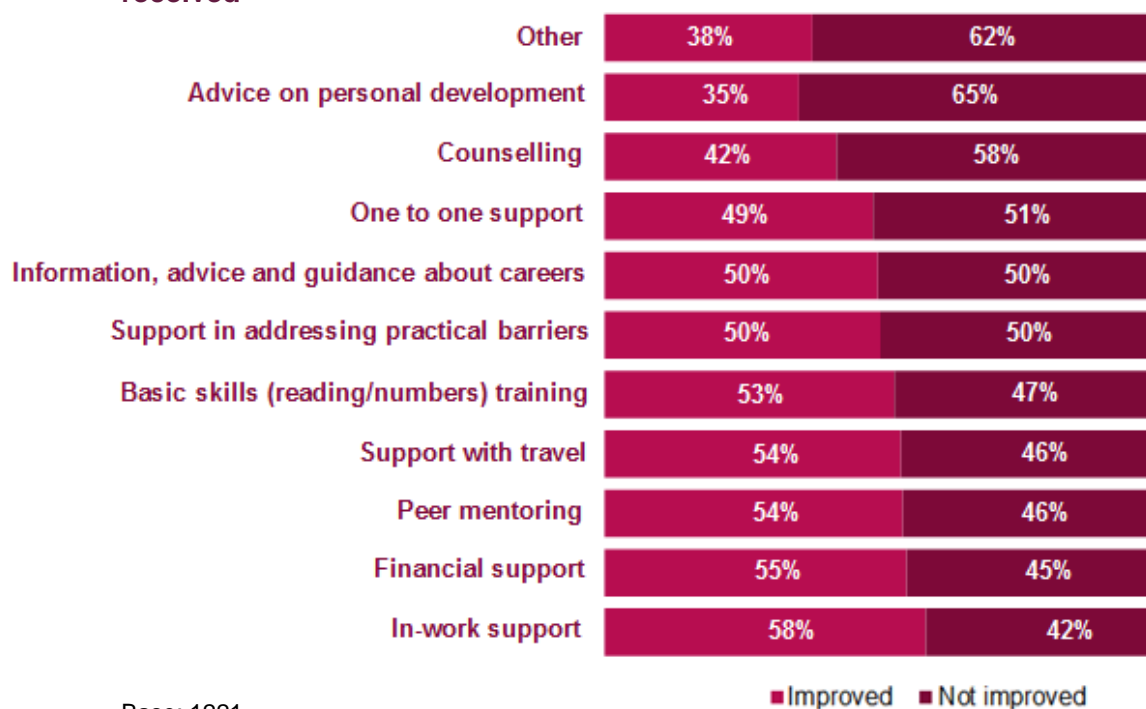 Other 38% 62%
Advice on personal development 35% 65%
Counselling 42% 58%
One to one support 49% 51%
Information, advice and guidance about careers 50% 50%
Support in addressing practical barriers 50% 50%
Basic skills (reading/numbers) training 53% 47%
Support with travel 54% 46%
Peer mentoring 54% 46%
Financial support 55% 45%
In-work support 58% 42%
Improved Not improved